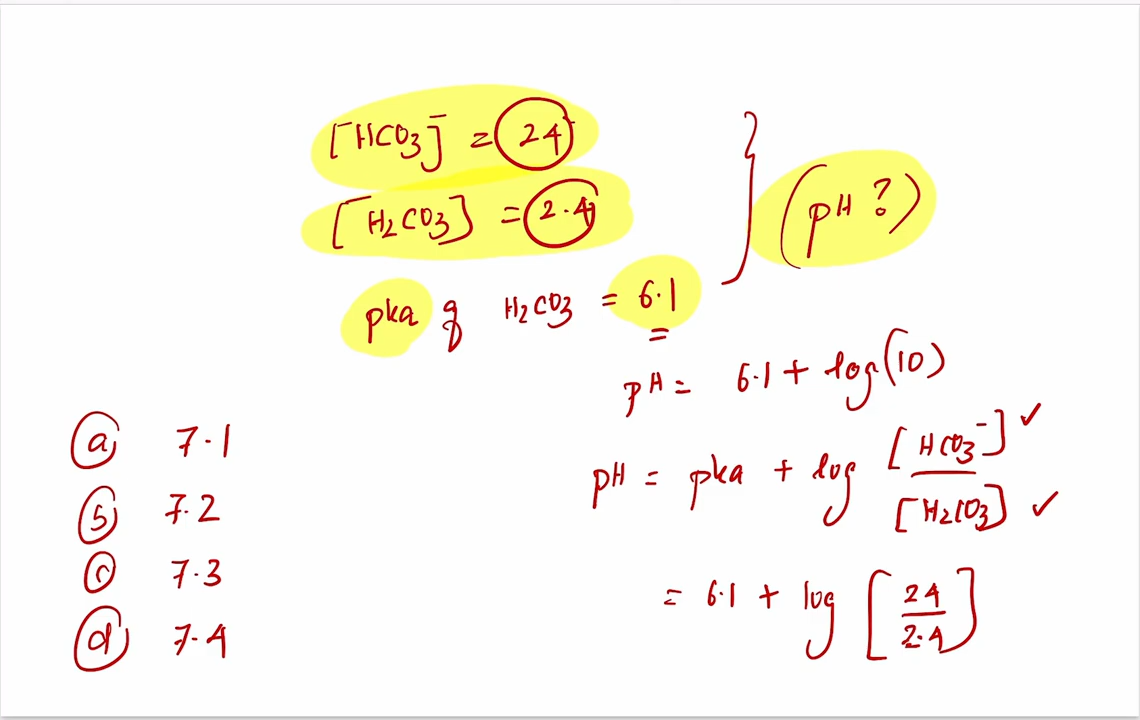 [HCO3⁻] = 24
[H2CO3] = 2.4
(pH ?)
pka of H2CO3 = 6.1
pH = 6.1 + log(10)
pH = pka + log [HCO3⁻] / [H2CO3]
= 6.1 + log [24 / 2.4]
a 7.1
b 7.2
c 7.3
d 7.4